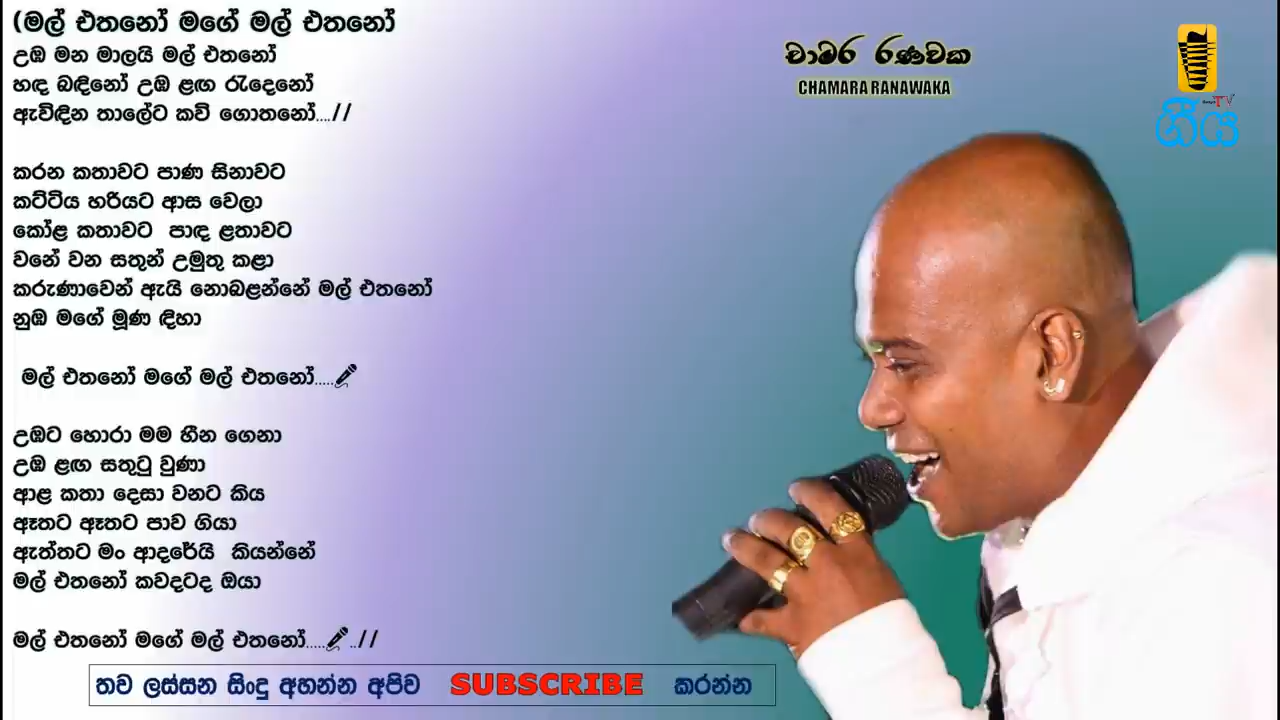 (මල් එතනෝ මගේ මල් එතනෝ
උඹ මන මාලයි මල් එතනෝ
හඳ බඳිනෝ උඹ ළඟ රැදෙනෝ
ඇවිඳින තාලේට කවි ගොතනෝ....//
කරන කතාවට පාණ සිනාවට
කට්ටිය හරියට ආස වෙලා
කෝළ කතාවට පාඳ ළතාවට
වනේ වන සතුන් උමුතු කළා
කරුණාවෙන් ඇයි නොබළන්නේ මල් එතනෝ
නුඹ මගේ මූණ ඳිහා
මල් එතනෝ මගේ මල් එතනෝ.....🎤
උඹට හොරා මම හීන ගෙනා
උඹ ළඟ සතුටු වුණා
ආළ කතා දෙසා වනට කිය
ඈතට ඈතට පාව ගියා
ඇත්තට මං ආදරේයි කියන්නේ
මල් එතනෝ කවදටද ඔයා
මල් එතනෝ මගේ මල් එතනෝ.....🎤..//
තව ලස්සන සිංදු අහන්න අපිව SUBSCRIBE කරන්න
චාමර රණවක
CHAMARA RANAWAKA
TV
ගීය